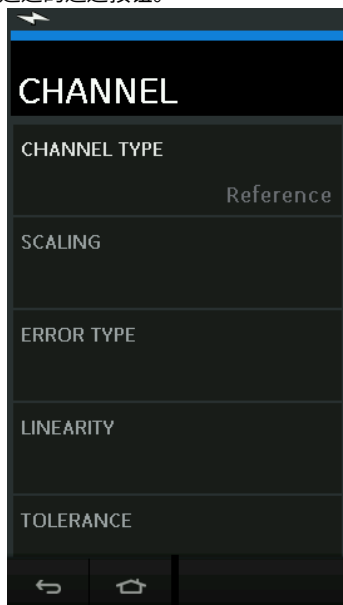 CHANNEL
CHANNEL TYPE
Reference
SCALING
ERROR TYPE
LINEARITY
TOLERANCE